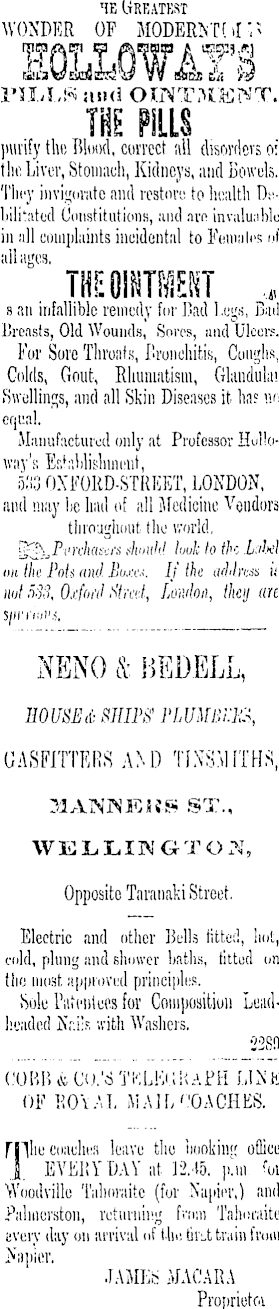 THE GREATEST
WONDER OF MODERN TIMES
HOLLOWAY'S
PILLS and OINTMENT.
THE PILLS
purify the Blood, correct all disorders of
the Liver, Stomach, Kidneys, and Bowels.
They invigorate and restore to health De-
bilitated Constitutions, and are invaluable
in all complaints incidental to Females of
all ages.
THE OINTMENT
s an infallible remedy for Bad Legs, Bad
Breasts, Old Wounds, Sores, and Ulcers.
For Sore Throats, Bronchitis, Coughs,
Colds, Gout, Rhumatism, Glandular
Swellings, and all Skin Diseases it has no
equal.
Manufactured only at Professor Hollo-
way's Establishment,
533 OXFORD-STREET, LONDON,
and may be had of all Medicine Vendors
throughout the world.
Purchasers should look to the Label
on the Pots and Boxes. If the address is
not 533, Oxford Street, London, they are
spurious.
NENO & BEDELL,
HOUSE & SHIPS' PLUMBERS,
GASFITTERS AND TINSMITHS,
MANNERS ST.,
WELLINGTON,
Opposite Taranaki Street.
Electric and other Bells fitted, hot,
cold, plung and shower baths, fitted on
the most approved principles.
Sole Patentees for Composition Lead-
headed Nails with Washers.
2280
COBB & CO.'S TELEGRAPH LINE
OF ROYAL MAIL COACHES.
The coaches leave the booking office
EVERY DAY at 12.45. p.m for
Woodville Tahoraite (for Napier,) and
Palmerston, returning from Tahoraite
every day on arrival of the first train from
Napier.
JAMES MACARA
Proprietor